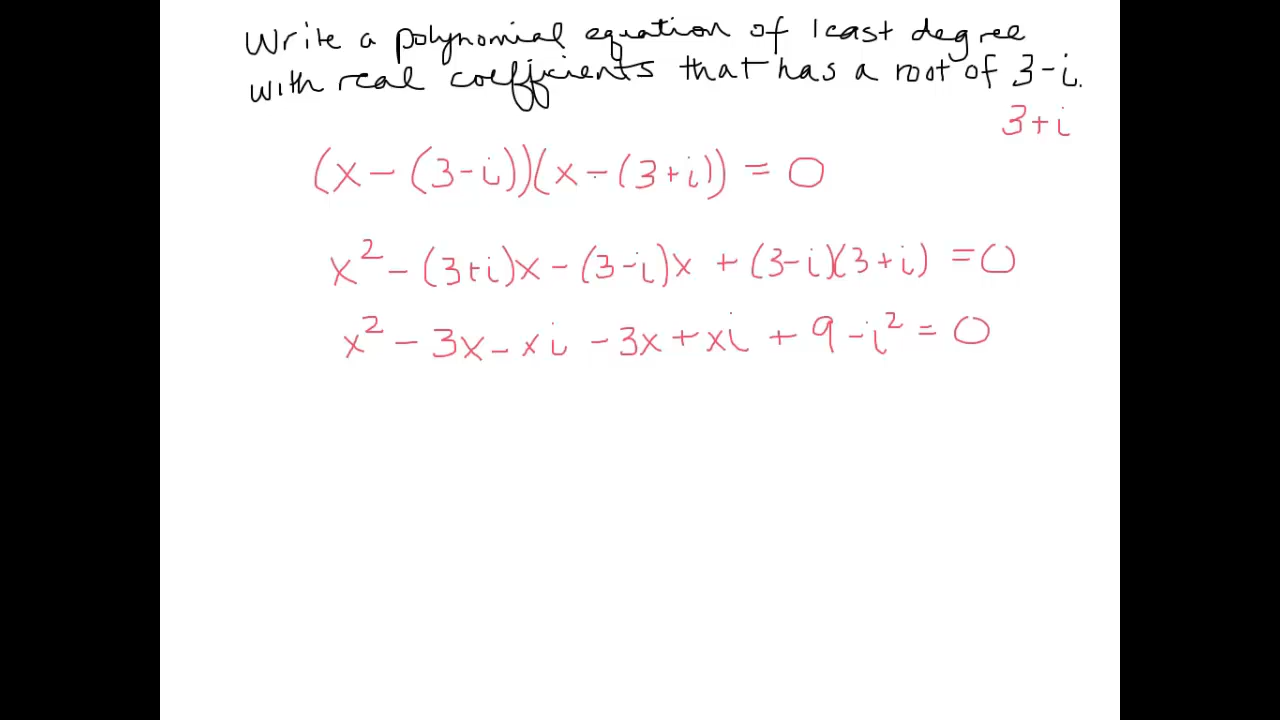 Write a polynomial equation of least degree
with real coefficients that has a root of 3-i.
3+i
(x - (3-i))(x - (3+i)) = 0
x² - (3+i)x - (3-i)x + (3-i)(3+i) = 0
x² - 3x - xi - 3x + xi + 9 - i² = 0